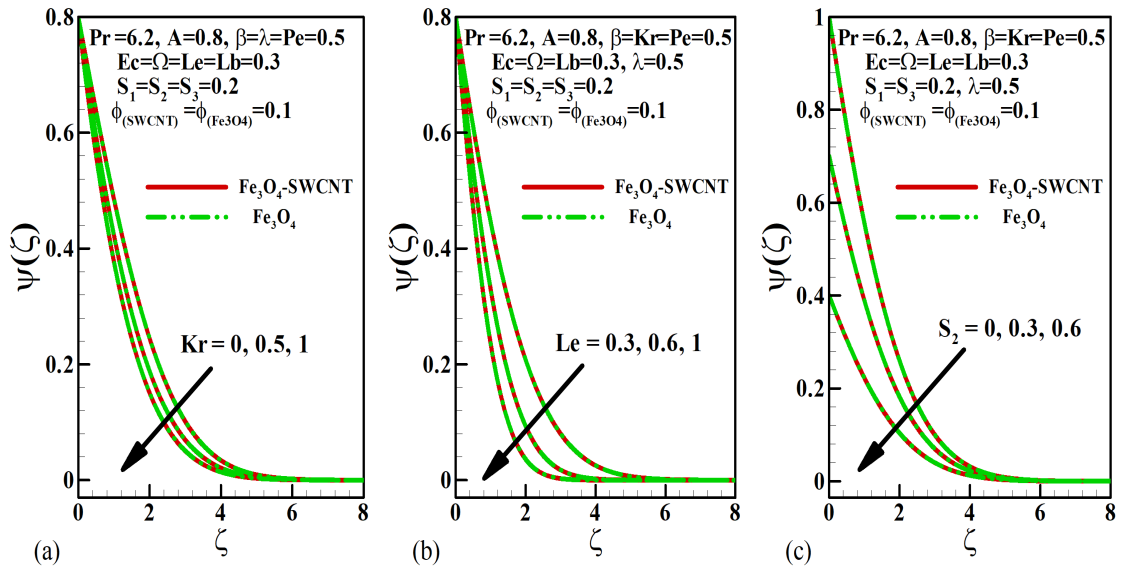 0.8
Pr =6.2, A=0.8, β=λ=Pe=0.5
Ec=Ω=Le=Lb=0.3
S₁=S₂=S₃=0.2
ϕ(SWCNT) =ϕ(Fe3O4)=0.1
0.6
Fe₃O₄-SWCNT
Fe₃O₄
0.4
ψ(ζ)
Kr = 0, 0.5, 1
0.2
0
0 2 4 6 8
ζ
(a)
0.8
Pr =6.2, A=0.8, β=Kr=Pe=0.5
Ec=Ω=Le=Lb=0.3, λ=0.5
S₁=S₂=S₃=0.2
ϕ(SWCNT) =ϕ(Fe3O4)=0.1
0.6
Fe₃O₄-SWCNT
Fe₃O₄
0.4
ψ(ζ)
Le = 0.3, 0.6, 1
0.2
0
0 2 4 6 8
ζ
(b)
1
Pr =6.2, A=0.8, β=Kr=Pe=0.5
Ec=Ω=Le=Lb=0.3
S₁=S₃=0.2, λ=0.5
ϕ(SWCNT) =ϕ(Fe3O4)=0.1
0.8
0.6
Fe₃O₄-SWCNT
Fe₃O₄
ψ(ζ)
0.4
S₂ = 0, 0.3, 0.6
0.2
0
0 2 4 6 8
ζ
(c)